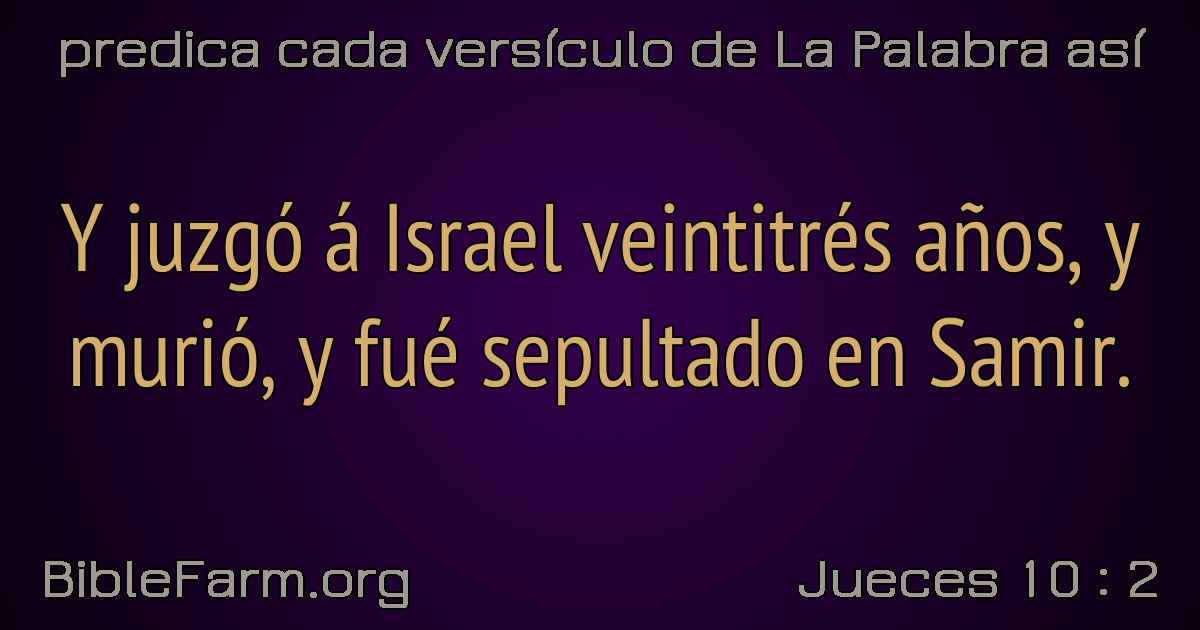 predica cada versículo de La Palabra así
Y juzgó á Israel veintitrés años, y
murió, y fué sepultado en Samir.
BibleFarm.org
Jueces 10 : 2